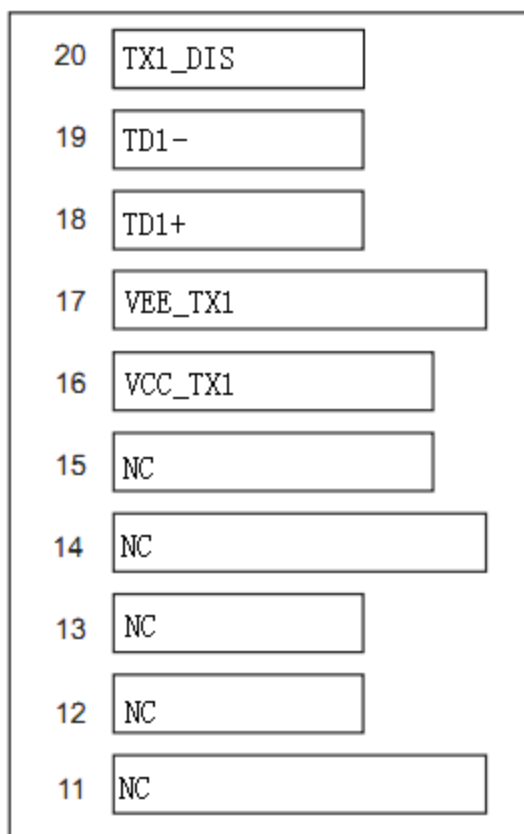 20 TX1_DIS
19 TD1-
18 TD1+
17 VEE_TX1
16 VCC_TX1
15 NC
14 NC
13 NC
12 NC
11 NC